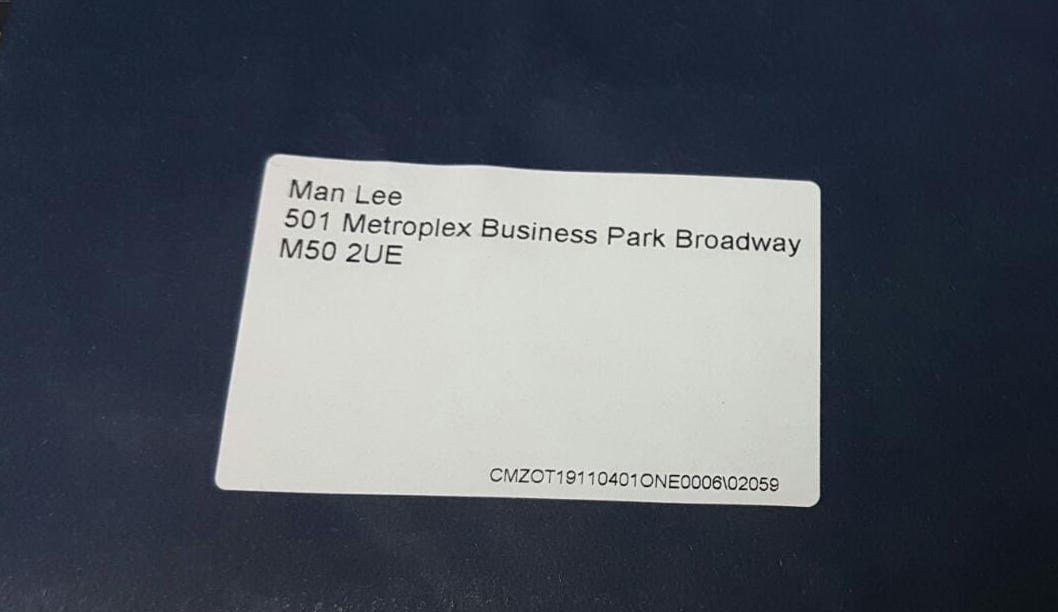 Man Lee
501 Metroplex Business Park Broadway
M50 2UE
CMZOT19110401ONE0006\02059